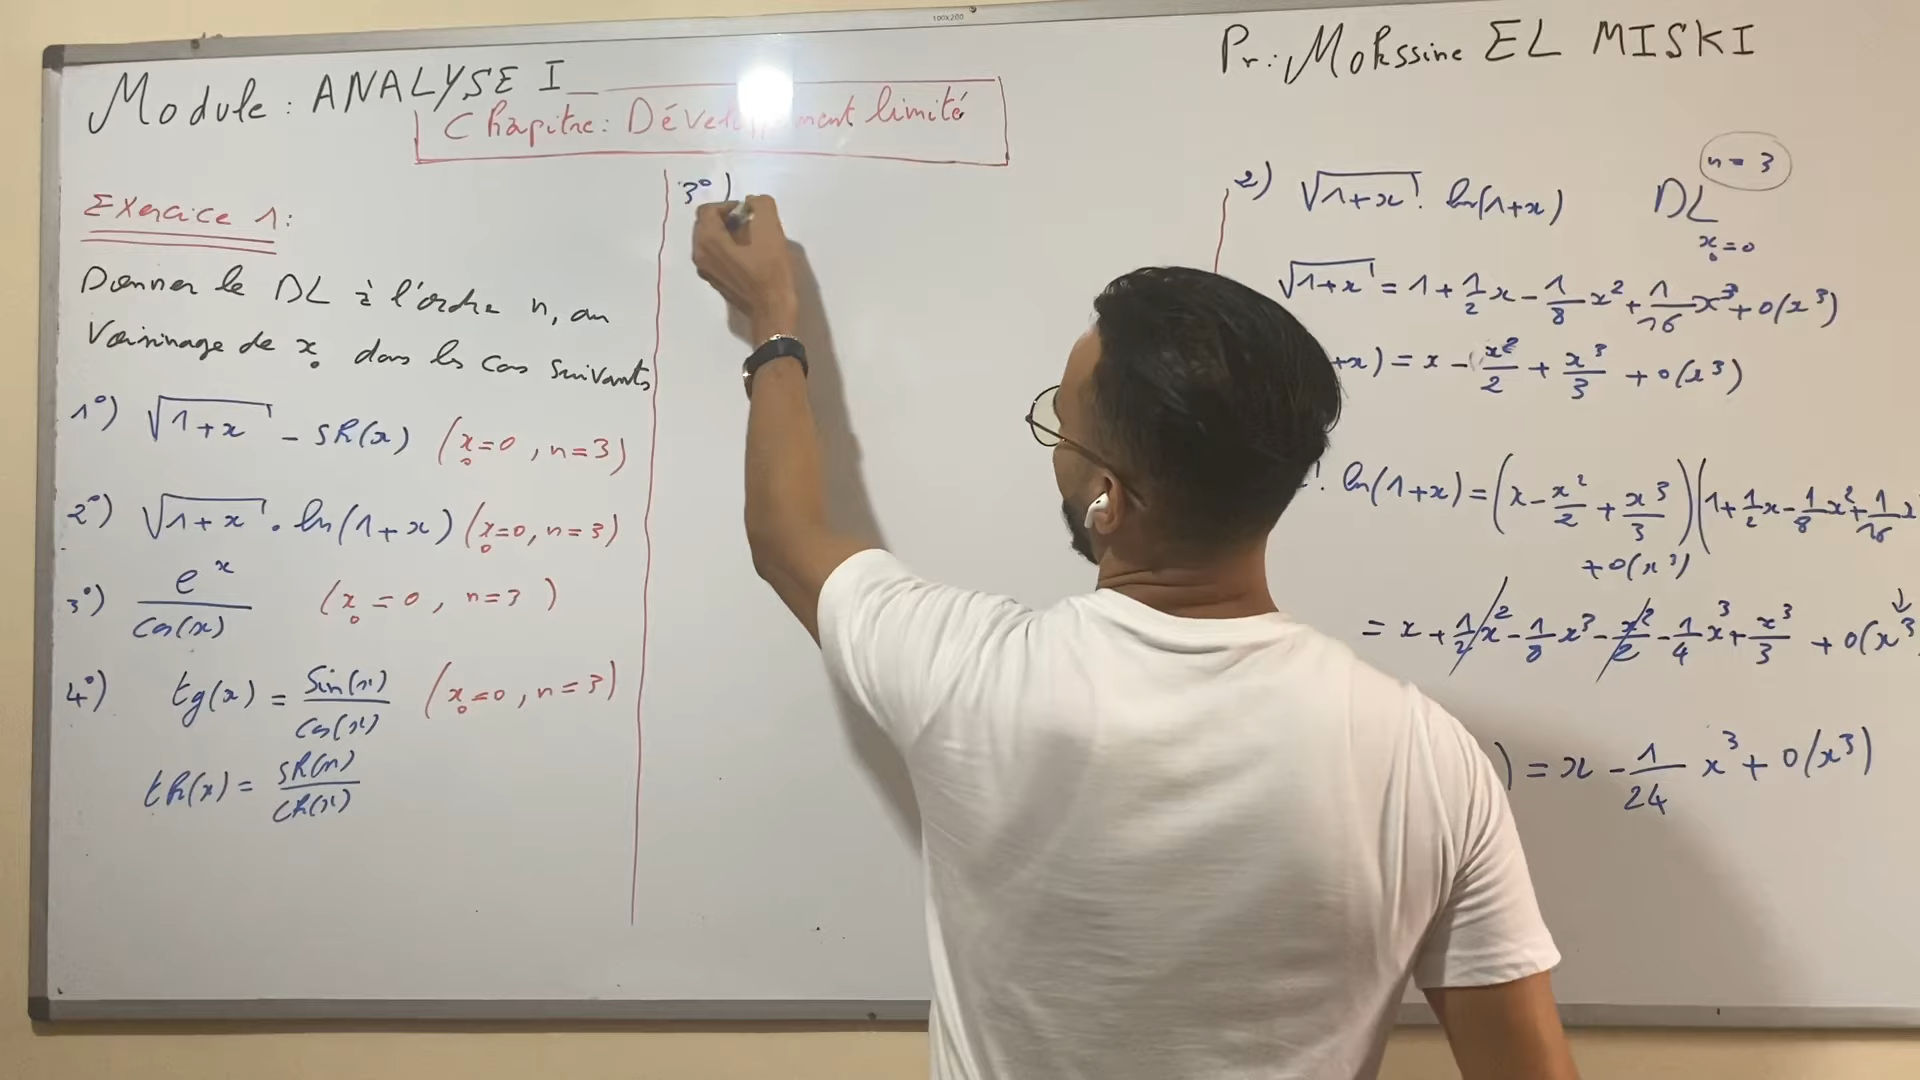 100x200
Module: ANALYSE I
Chapitre: Développement limité
Pr: Mohssine EL MISKI
Exercice 1:
Donner le DL à l'ordre n, au
Voisinage de x₀ dans les cas suivants
1°) √(1+x) - sh(x) (x₀=0, n=3)
2°) √(1+x) . ln(1+x) (x₀=0, n=3)
3°) e^x / cos(x) (x₀=0, n=3)
4°) tg(x) = sin(x)/cos(x) (x₀=0, n=3)
th(x) = sh(x)/ch(x)
3°)
2) √(1+x) . ln(1+x) DL x₀=0 n=3
√(1+x) = 1 + 1/2 x - 1/8 x² + 1/16 x³ + o(x³)
+x) = x - x²/2 + x³/3 + o(x³)
. ln(1+x) = (x - x²/2 + x³/3)(1 + 1/2 x - 1/8 x² + 1/16 x
+ o(x³)
= x + 1/2 x² - 1/8 x³ - x²/2 - 1/4 x³ + x³/3 + o(x³
) = x - 1/24 x³ + o(x³)